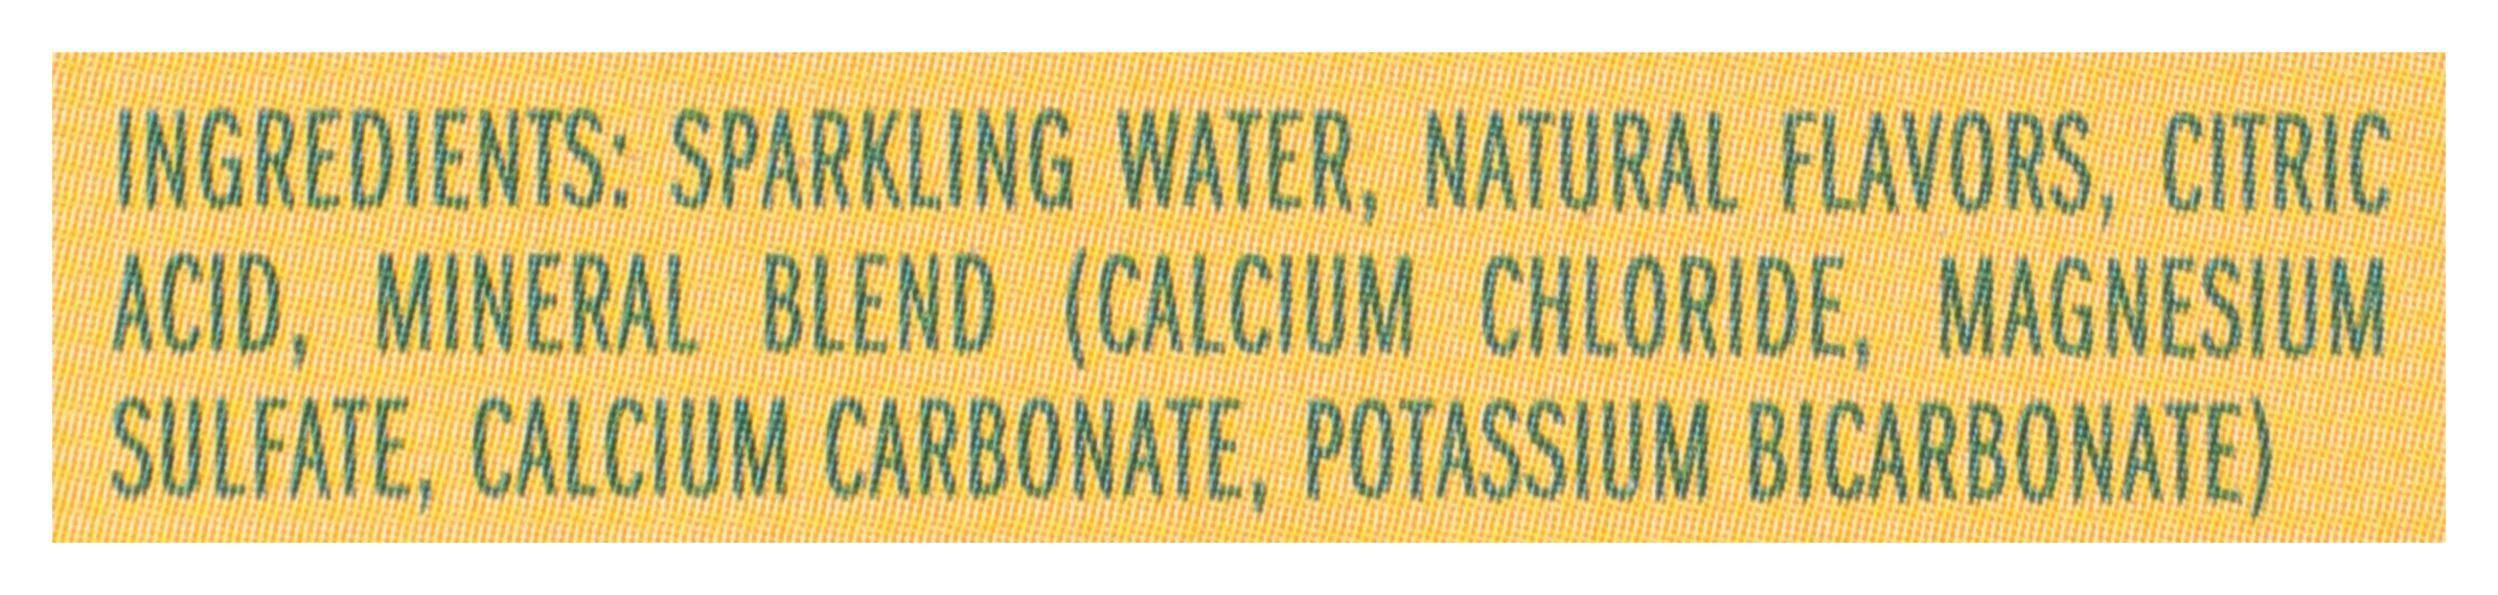 INGREDIENTS: SPARKLING WATER, NATURAL FLAVORS, CITRIC
ACID, MINERAL BLEND (CALCIUM CHLORIDE, MAGNESIUM
SULFATE, CALCIUM CARBONATE, POTASSIUM BICARBONATE)